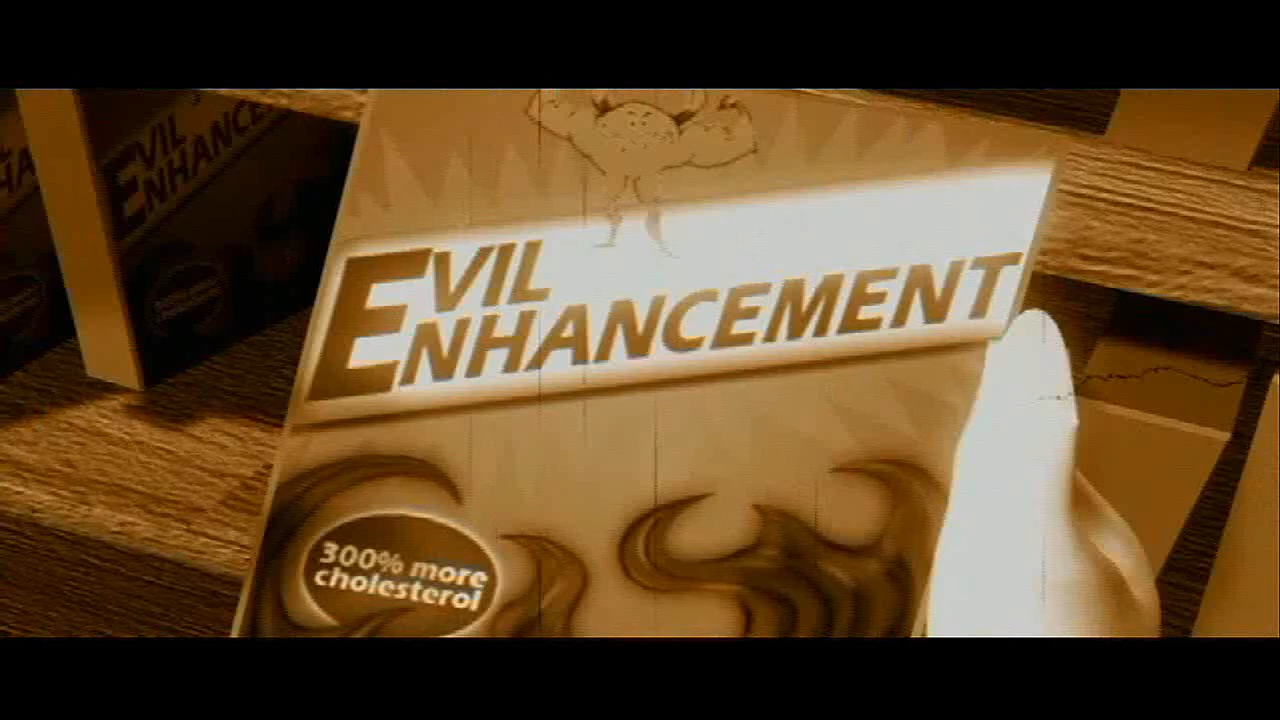 EVIL
ENHANCEMENT
300% more
cholesterol
EVIL
ENHANCE